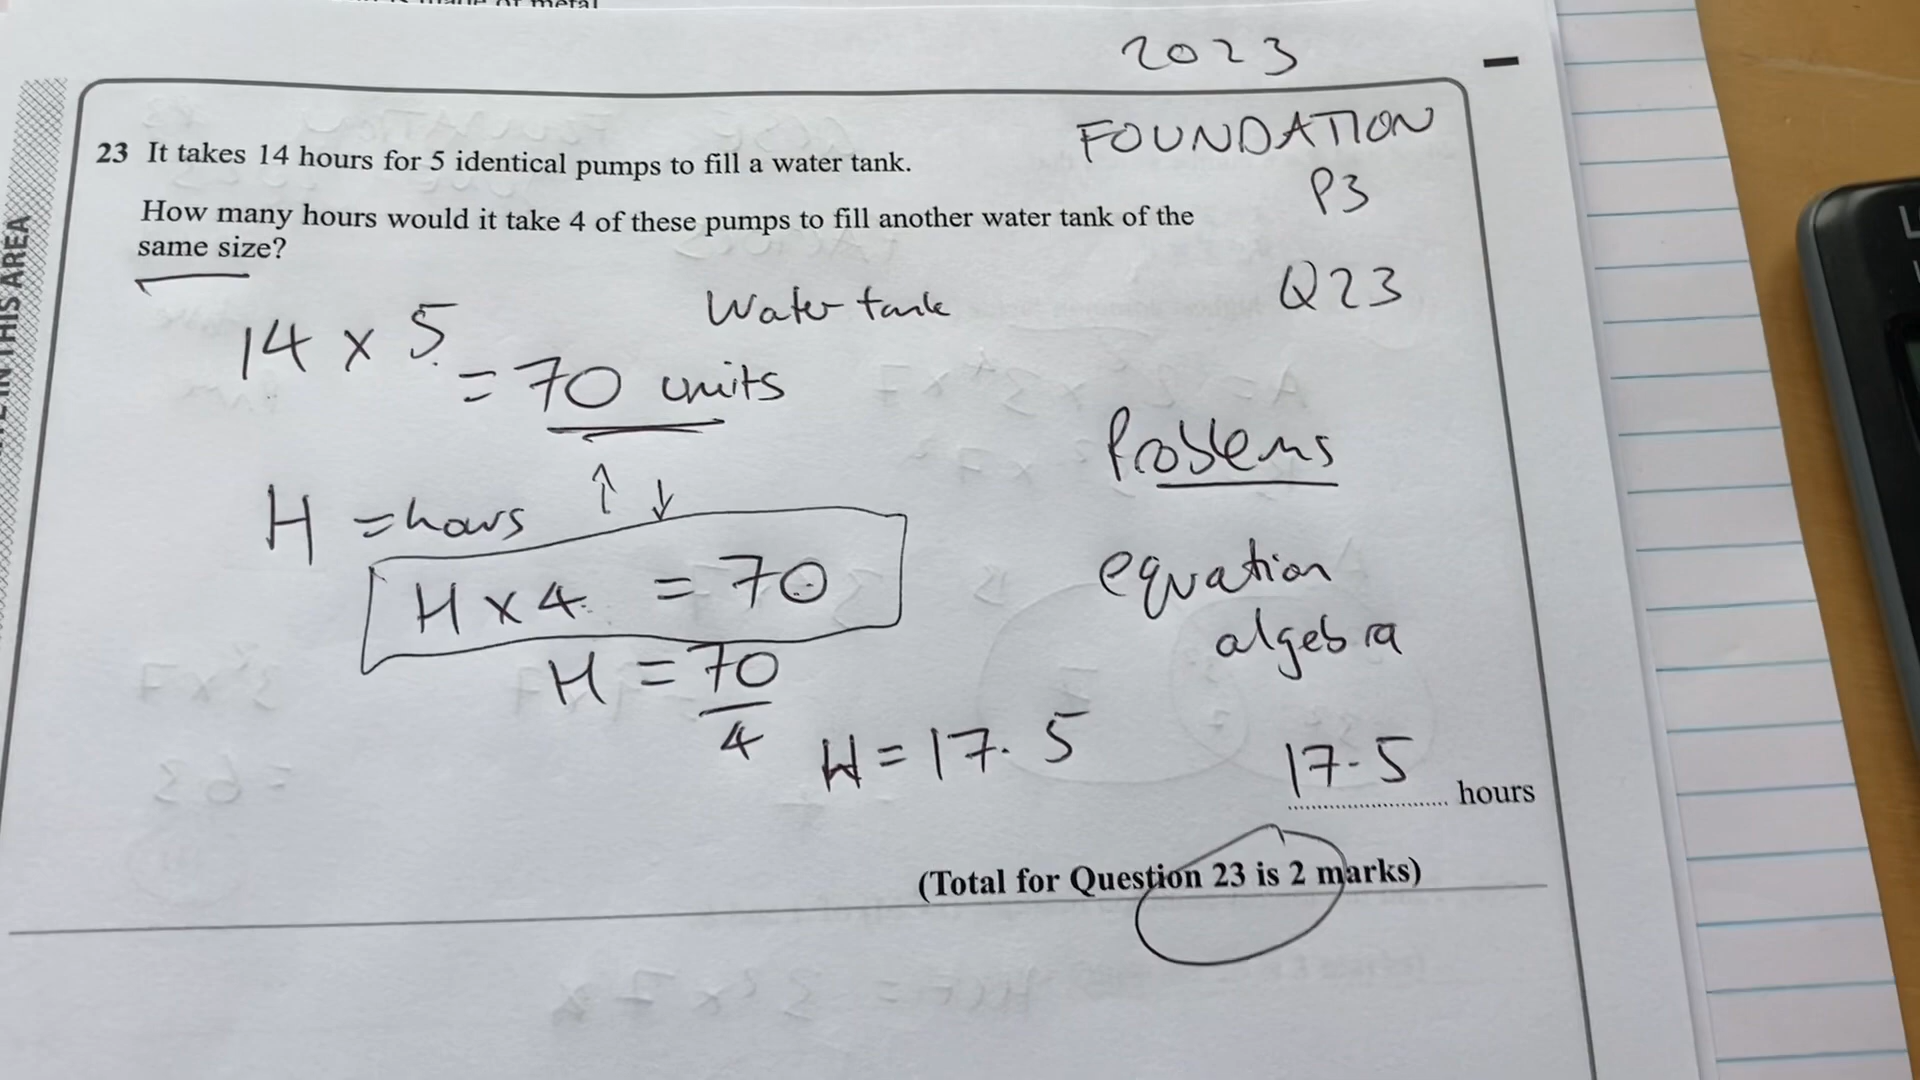 2023
FOUNDATION
P3
Q23
23 It takes 14 hours for 5 identical pumps to fill a water tank.
How many hours would it take 4 of these pumps to fill another water tank of the
same size?
Water tank
14 x 5
= 70 units
Problems
H = hours
H x 4 = 70
equation
algebra
H = 70
4
H = 17.5
17.5 hours
(Total for Question 23 is 2 marks)
IN THIS AREA